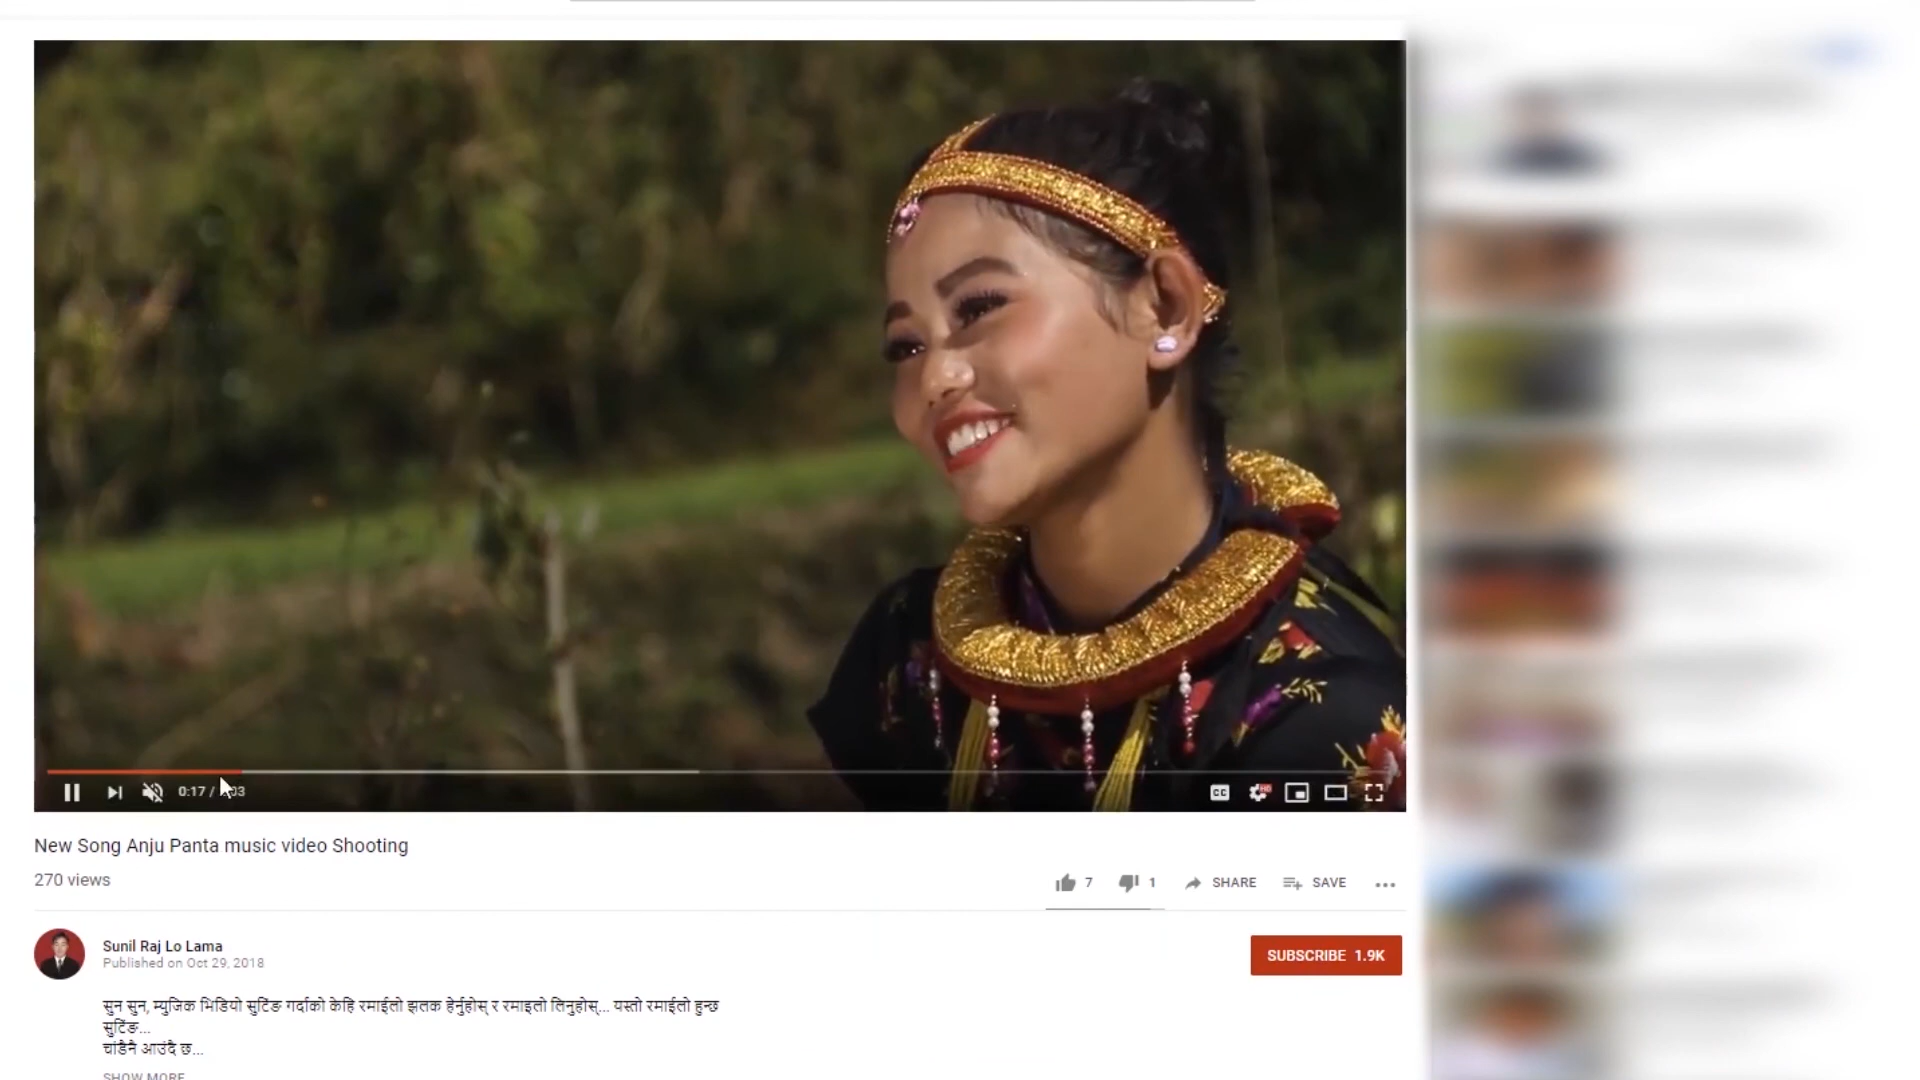 0:17 /
CC
HD
New Song Anju Panta music video Shooting
270 views
7
1
SHARE
SAVE
Sunil Raj Lo Lama
Published on Oct 29, 2018
SUBSCRIBE 1.9K
सुन सुन, म्युजिक भिडियो सुटिंङ गर्दाको केहि रमाईलो झलक हेर्नुहोस् र रमाइलो लिनुहोस्... यस्तो रमाईलो हुन्छ
सुटिंङ...
चांडैनै आउंदै छ...
SHOW MORE